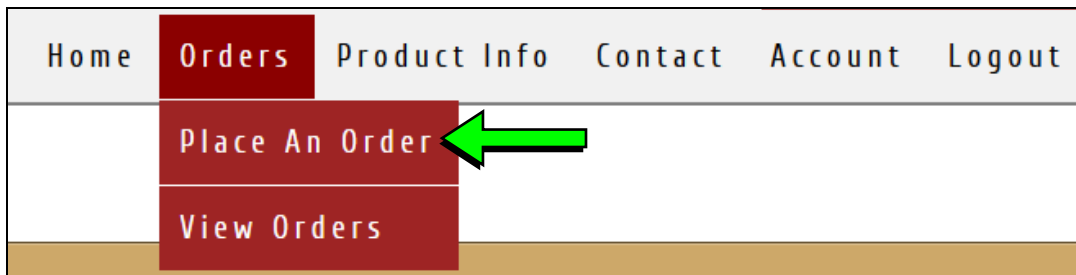 Home Orders Product Info Contact Account Logout
Place An Order
View Orders